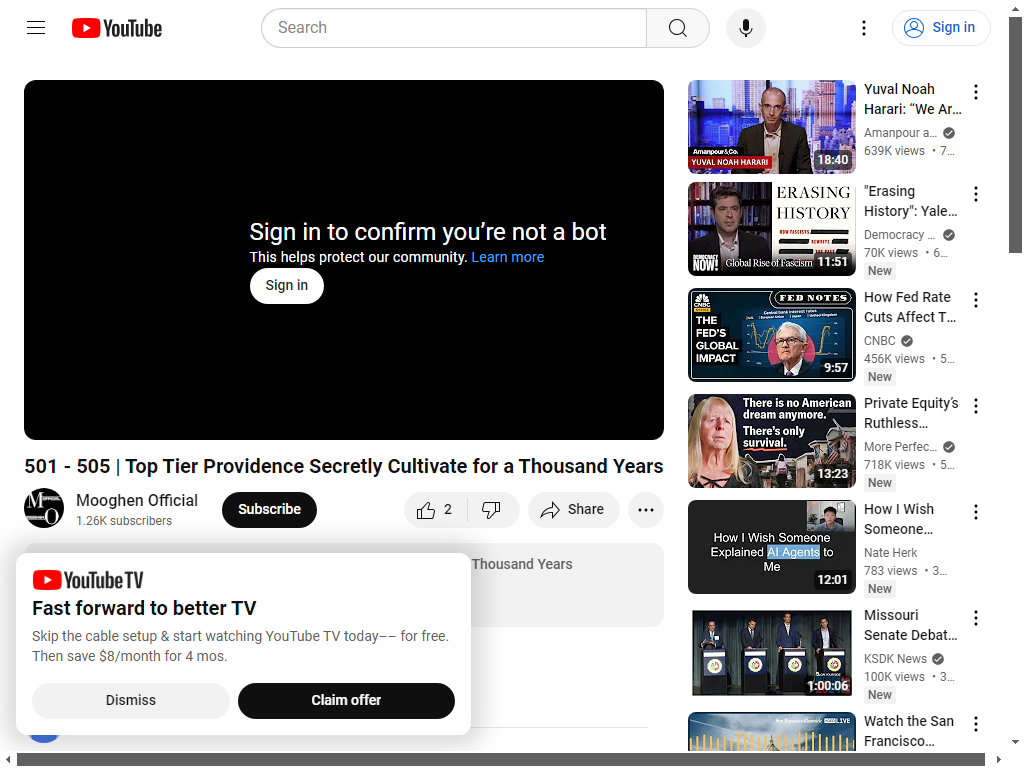 YouTube
Search
Sign in
Sign in to confirm you’re not a bot
This helps protect our community. Learn more
Sign in
501 - 505 | Top Tier Providence Secretly Cultivate for a Thousand Years
Mooghen Official
1.26K subscribers
Subscribe
2
Share
Thousand Years
YouTube TV
Fast forward to better TV
Skip the cable setup & start watching YouTube TV today–– for free.
Then save $8/month for 4 mos.
Dismiss
Claim offer
Amanpour&Co.
YUVAL NOAH HARARI
18:40
Yuval Noah
Harari: “We Ar...
Amanpour a...
639K views • 7...
ERASING
HISTORY
HOW FASCISTS
REWRITE
THE PAST
DEMOCRACY
NOW!
Global Rise of Fascism
11:51
"Erasing
History": Yale...
Democracy ...
70K views • 6...
New
CNBC
FED NOTES
THE
FED'S
GLOBAL
IMPACT
9:57
How Fed Rate
Cuts Affect T...
CNBC
456K views • 5...
New
There is no American
dream anymore.
There's only
survival.
13:23
Private Equity’s
Ruthless...
More Perfec...
718K views • 5...
New
How I Wish Someone
Explained AI Agents to
Me
12:01
How I Wish
Someone...
Nate Herk
783 views • 3...
New
1:00:06
Missouri
Senate Debat...
KSDK News
100K views • 3...
New
LIVE
Watch the San
Francisco...